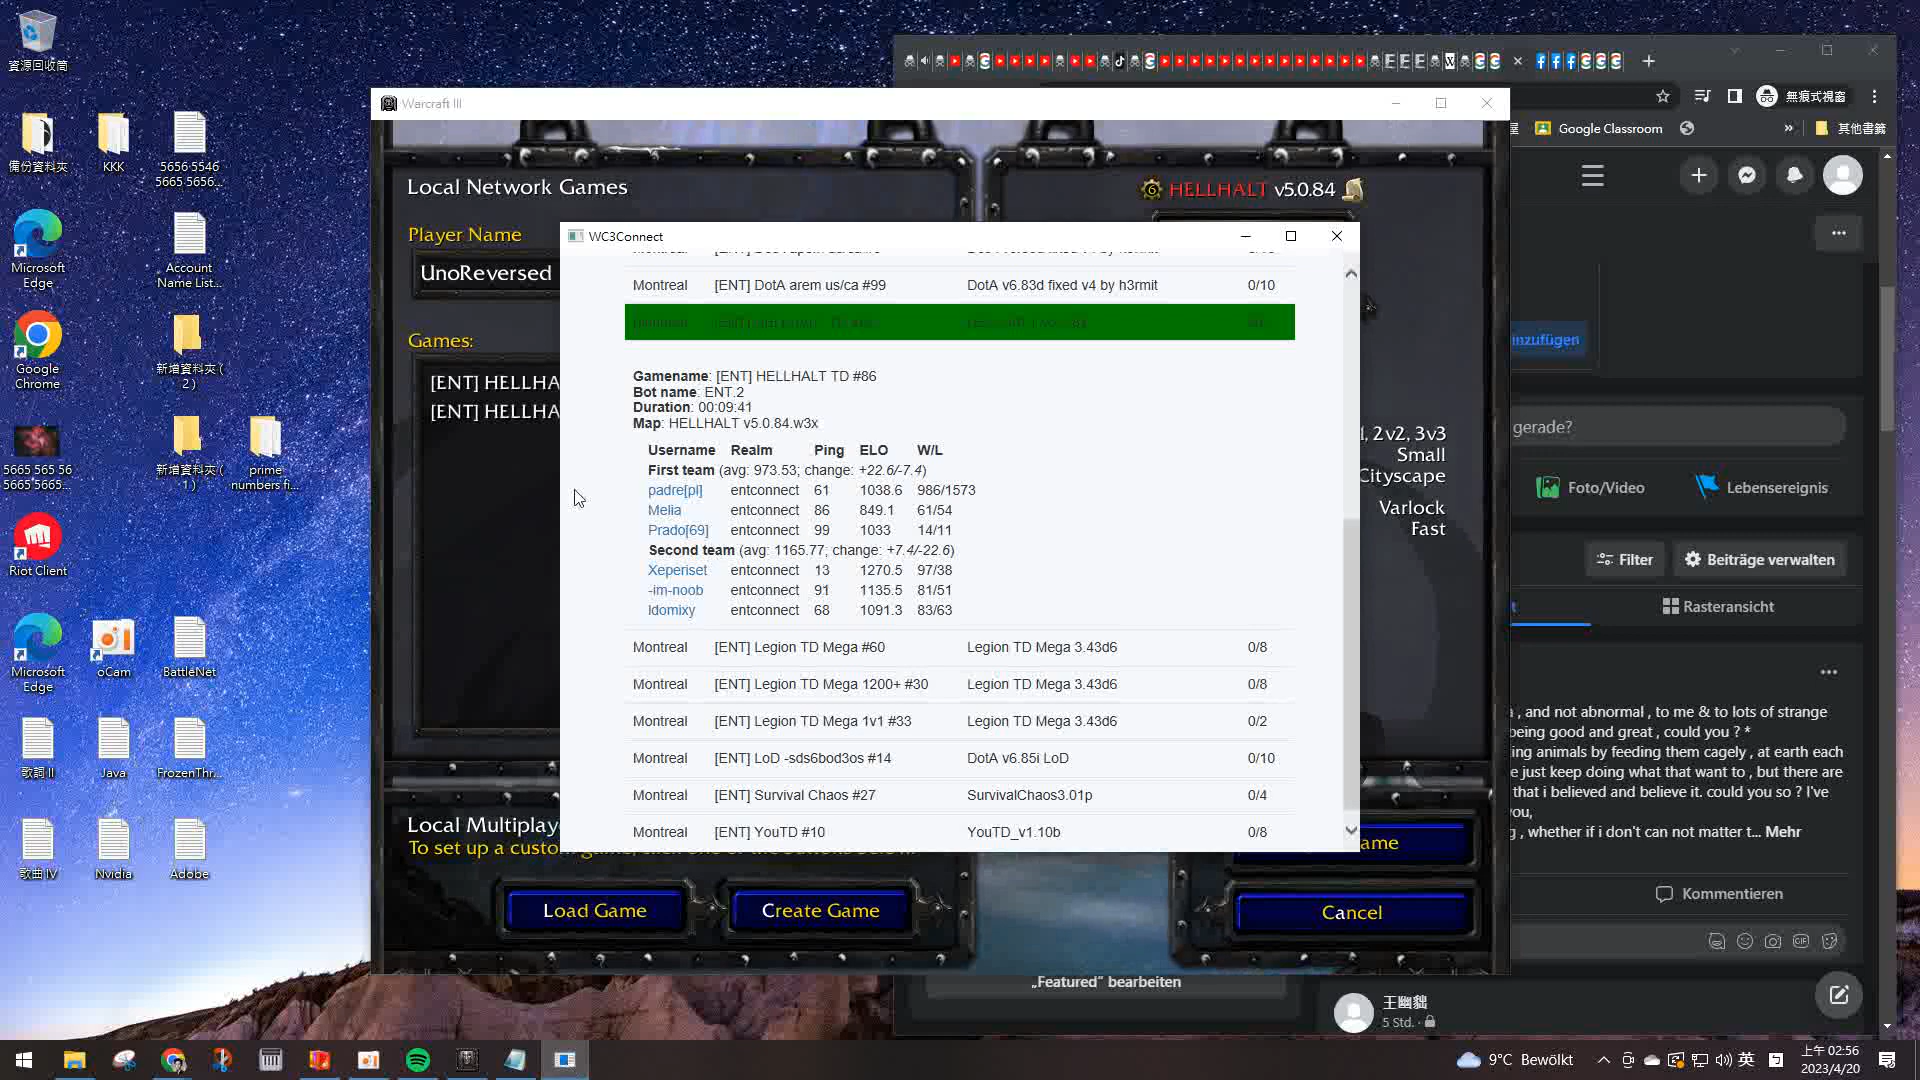 資源回收筒
備份資料夾
KKK
5656 5546
5665 5656...
Microsoft
Edge
Account
Name List...
Google
Chrome
新增資料夾 (
2 )
5665 565 56
5665 5665...
新增資料夾 (
1 )
prime
numbers fi...
Riot Client
Microsoft
Edge
oCam
BattleNet
歌詞 II
Java
FrozenThr...
歌曲 IV
Nvidia
Adobe
無痕式視窗
Google Classroom
»
其他書籤
Warcraft III
Local Network Games
HELLHALT v5.0.84
Player Name
UnoReversed
Games:
[ENT] HELLHA
[ENT] HELLHA
, 2v2, 3v3
Small
Cityscape
Varlock
Fast
Local Multiplay
To set up a custom
Load Game
Create Game
ame
Cancel
WC3Connect
Montreal [ENT] DotA arem us/ca #99 DotA v6.83d fixed v4 by h3rmit 0/10
Gamename: [ENT] HELLHALT TD #86
Bot name: ENT.2
Duration: 00:09:41
Map: HELLHALT v5.0.84.w3x
Username Realm Ping ELO W/L
First team (avg: 973.53; change: +22.6/-7.4)
padre[pl] entconnect 61 1038.6 986/1573
Melia entconnect 86 849.1 61/54
Prado[69] entconnect 99 1033 14/11
Second team (avg: 1165.77; change: +7.4/-22.6)
Xeperiset entconnect 13 1270.5 97/38
-im-noob entconnect 91 1135.5 81/51
Idomixy entconnect 68 1091.3 83/63
Montreal [ENT] Legion TD Mega #60 Legion TD Mega 3.43d6 0/8
Montreal [ENT] Legion TD Mega 1200+ #30 Legion TD Mega 3.43d6 0/8
Montreal [ENT] Legion TD Mega 1v1 #33 Legion TD Mega 3.43d6 0/2
Montreal [ENT] LoD -sds6bod3os #14 DotA v6.85i LoD 0/10
Montreal [ENT] Survival Chaos #27 SurvivalChaos3.01p 0/4
Montreal [ENT] YouTD #10 YouTD_v1.10b 0/8
inzufügen
gerade?
Foto/Video
Lebensereignis
Filter
Beiträge verwalten
Rasteransicht
, and not abnormal , to me & to lots of strange
being good and great , could you ? *
ing animals by feeding them cagely , at earth each
e just keep doing what that want to , but there are
that i believed and believe it. could you so ? I've
you,
, whether if i don't can not matter t... Mehr
Kommentieren
GIF
„Featured“ bearbeiten
王幽
5 Std. ·
9°C Bewölkt
英
上午 02:56
2023/4/20